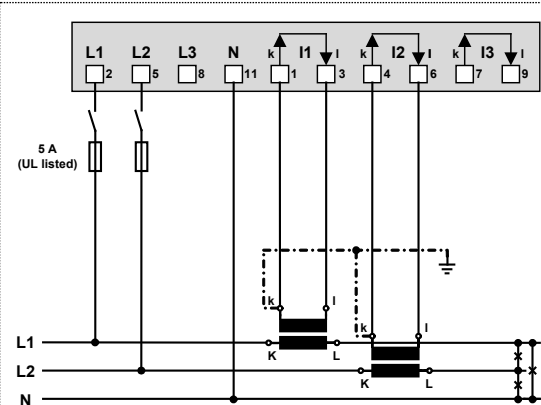 L1 L2 L3 N k I1 l k I2 l k I3 l
2 5 8 11 1 3 4 6 7 9
5 A
(UL listed)
k l
k l
L1
K L
L2
K L
N